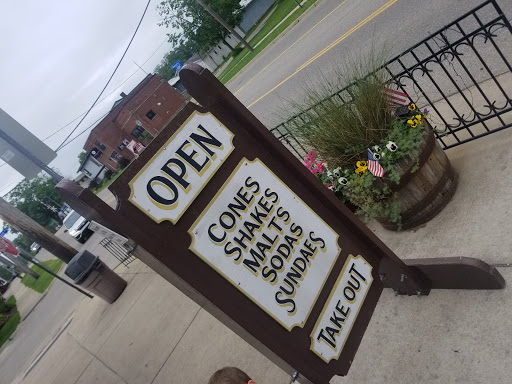 OPEN
CONES
SHAKES
MALTS
SODAS
SUNDAES
TAKE OUT